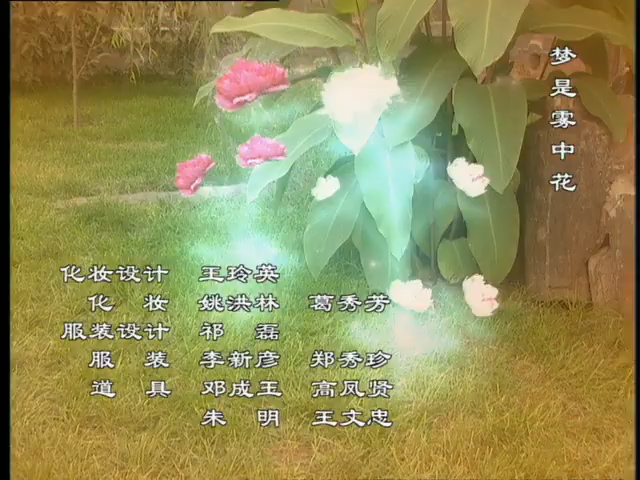 梦是雾中花
化妆设计 王玲英
化 妆 姚洪林 葛秀芳
服装设计 祁 磊
服 装 李新彦 郑秀珍
道 具 邓成玉 高凤贤
朱 明 王文忠